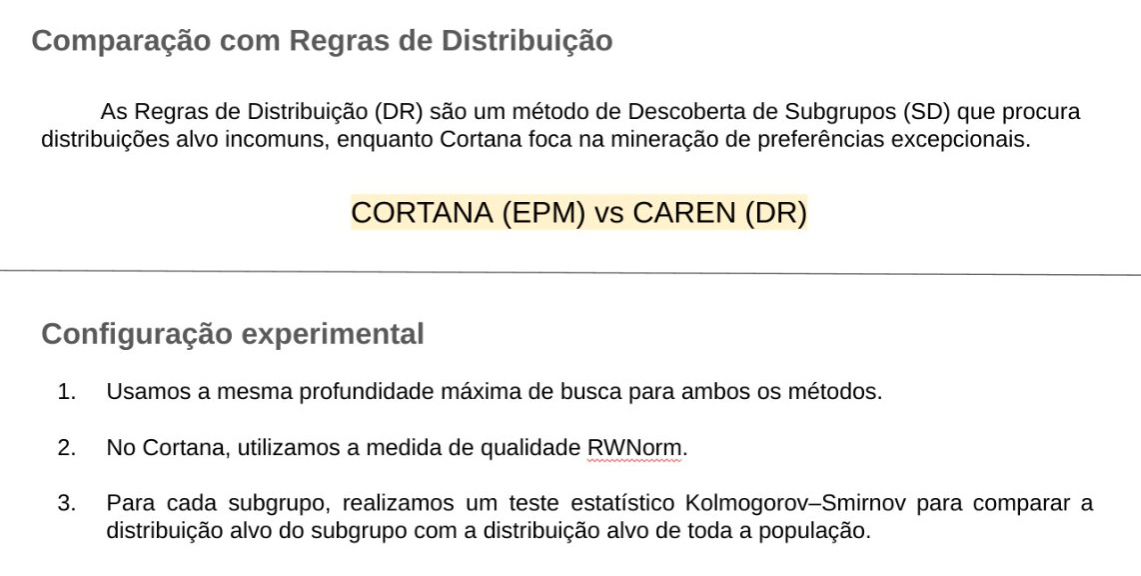 Comparação com Regras de Distribuição
As Regras de Distribuição (DR) são um método de Descoberta de Subgrupos (SD) que procura
distribuições alvo incomuns, enquanto Cortana foca na mineração de preferências excepcionais.
CORTANA (EPM) vs CAREN (DR)
Configuração experimental
1. Usamos a mesma profundidade máxima de busca para ambos os métodos.
2. No Cortana, utilizamos a medida de qualidade RWNorm.
3. Para cada subgrupo, realizamos um teste estatístico Kolmogorov–Smirnov para comparar a
distribuição alvo do subgrupo com a distribuição alvo de toda a população.